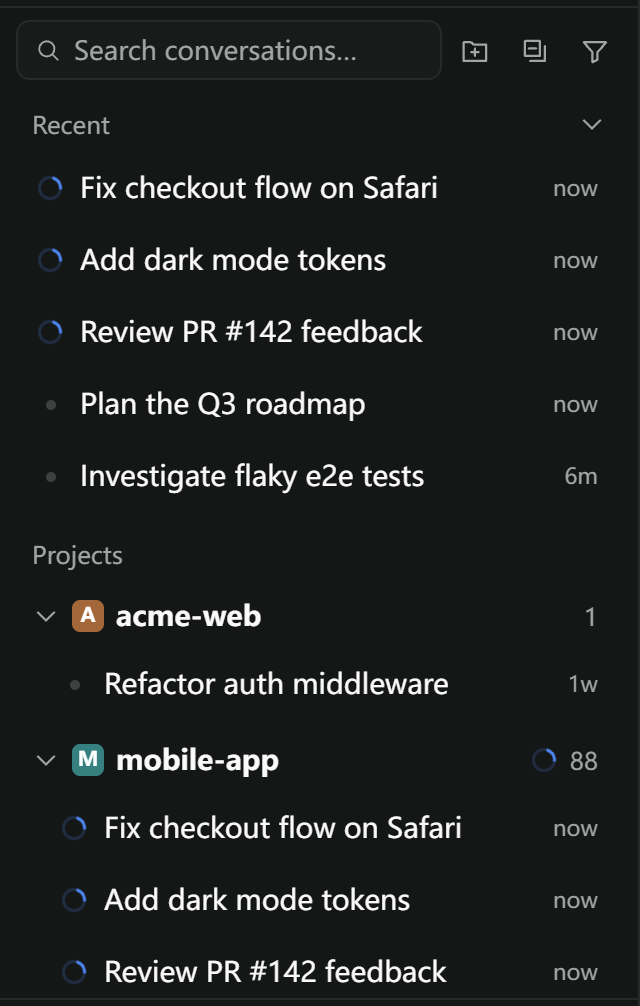 Search conversations...
Recent
Fix checkout flow on Safari now
Add dark mode tokens now
Review PR #142 feedback now
Plan the Q3 roadmap now
Investigate flaky e2e tests 6m
Projects
A acme-web 1
Refactor auth middleware 1w
M mobile-app 88
Fix checkout flow on Safari now
Add dark mode tokens now
Review PR #142 feedback now